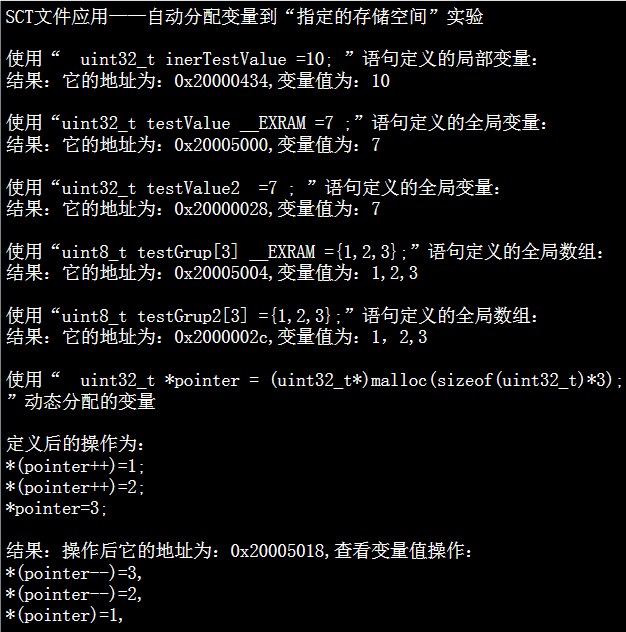 SCT文件应用——自动分配变量到“指定的存储空间”实验
使用“  uint32_t inerTestValue =10; ”语句定义的局部变量：
结果：它的地址为：0x20000434,变量值为：10
使用“uint32_t testValue __EXRAM =7 ;”语句定义的全局变量：
结果：它的地址为：0x20005000,变量值为：7
使用“uint32_t testValue2  =7 ; ”语句定义的全局变量：
结果：它的地址为：0x20000028,变量值为：7
使用“uint8_t testGrup[3] __EXRAM ={1,2,3};”语句定义的全局数组：
结果：它的地址为：0x20005004,变量值为：1,2,3
使用“uint8_t testGrup2[3] ={1,2,3};”语句定义的全局数组：
结果：它的地址为：0x2000002c,变量值为：1，2,3
使用“  uint32_t *pointer = (uint32_t*)malloc(sizeof(uint32_t)*3);
”动态分配的变量
定义后的操作为：
*(pointer++)=1;
*(pointer++)=2;
*pointer=3;
结果：操作后它的地址为：0x20005018,查看变量值操作：
*(pointer--)=3,
*(pointer--)=2,
*(pointer)=1,